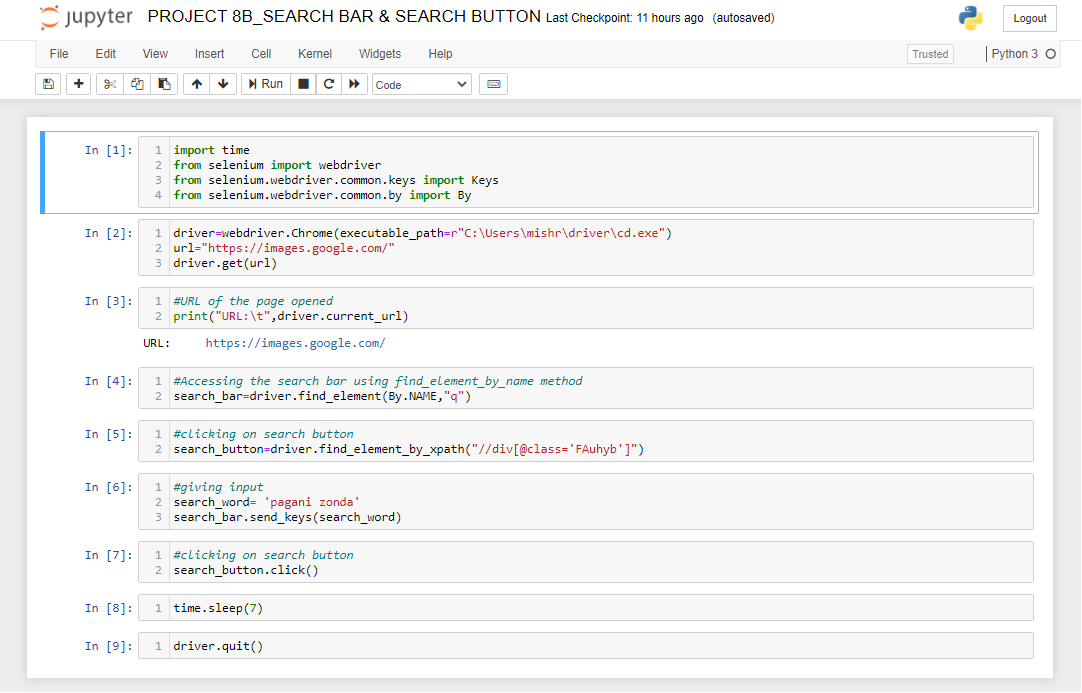 jupyter PROJECT 8B_SEARCH BAR & SEARCH BUTTON Last Checkpoint: 11 hours ago (autosaved) Logout
File Edit View Insert Cell Kernel Widgets Help Trusted Python 3
Run Code
In [1]:
1 import time
2 from selenium import webdriver
3 from selenium.webdriver.common.keys import Keys
4 from selenium.webdriver.common.by import By
In [2]:
1 driver=webdriver.Chrome(executable_path=r"C:\Users\mishr\driver\cd.exe")
2 url="https://images.google.com/"
3 driver.get(url)
In [3]:
1 #URL of the page opened
2 print("URL:\t",driver.current_url)
URL: https://images.google.com/
In [4]:
1 #Accessing the search bar using find_element_by_name method
2 search_bar=driver.find_element(By.NAME,"q")
In [5]:
1 #clicking on search button
2 search_button=driver.find_element_by_xpath("//div[@class='FAuhyb']")
In [6]:
1 #giving input
2 search_word= 'pagani zonda'
3 search_bar.send_keys(search_word)
In [7]:
1 #clicking on search button
2 search_button.click()
In [8]:
1 time.sleep(7)
In [9]:
1 driver.quit()